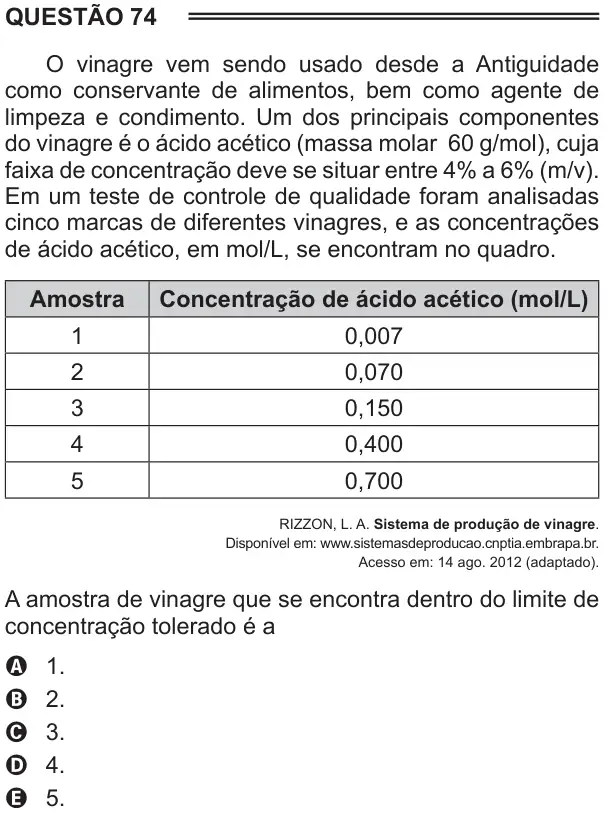 QUESTÃO 74
O vinagre vem sendo usado desde a Antiguidade
como conservante de alimentos, bem como agente de
limpeza e condimento. Um dos principais componentes
do vinagre é o ácido acético (massa molar 60 g/mol), cuja
faixa de concentração deve se situar entre 4% a 6% (m/v).
Em um teste de controle de qualidade foram analisadas
cinco marcas de diferentes vinagres, e as concentrações
de ácido acético, em mol/L, se encontram no quadro.
Amostra Concentração de ácido acético (mol/L)
1 0,007
2 0,070
3 0,150
4 0,400
5 0,700
RIZZON, L. A. Sistema de produção de vinagre.
Disponível em: www.sistemasdeproducao.cnptia.embrapa.br.
Acesso em: 14 ago. 2012 (adaptado).
A amostra de vinagre que se encontra dentro do limite de
concentração tolerado é a
A 1.
B 2.
C 3.
D 4.
E 5.